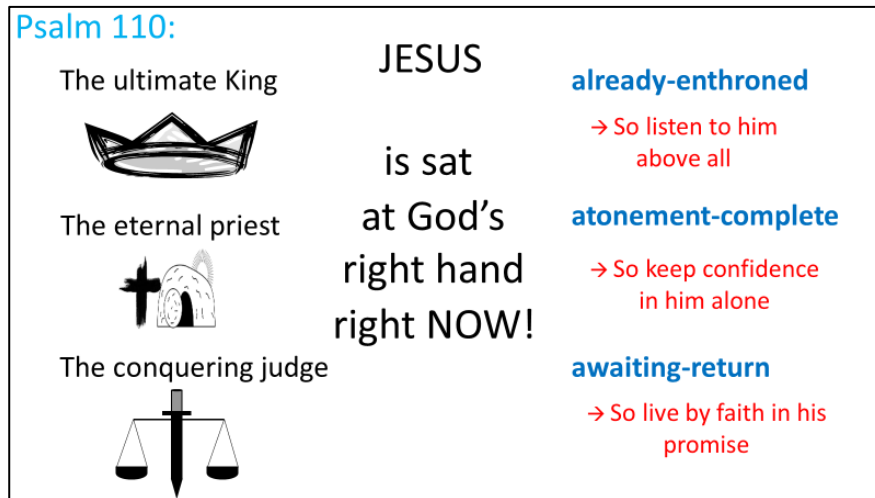 Psalm 110:
The ultimate King
The eternal priest
The conquering judge
JESUS
is sat
at God's
right hand
right NOW!
already-enthroned
→ So listen to him
above all
atonement-complete
→ So keep confidence
in him alone
awaiting-return
→ So live by faith in his
promise